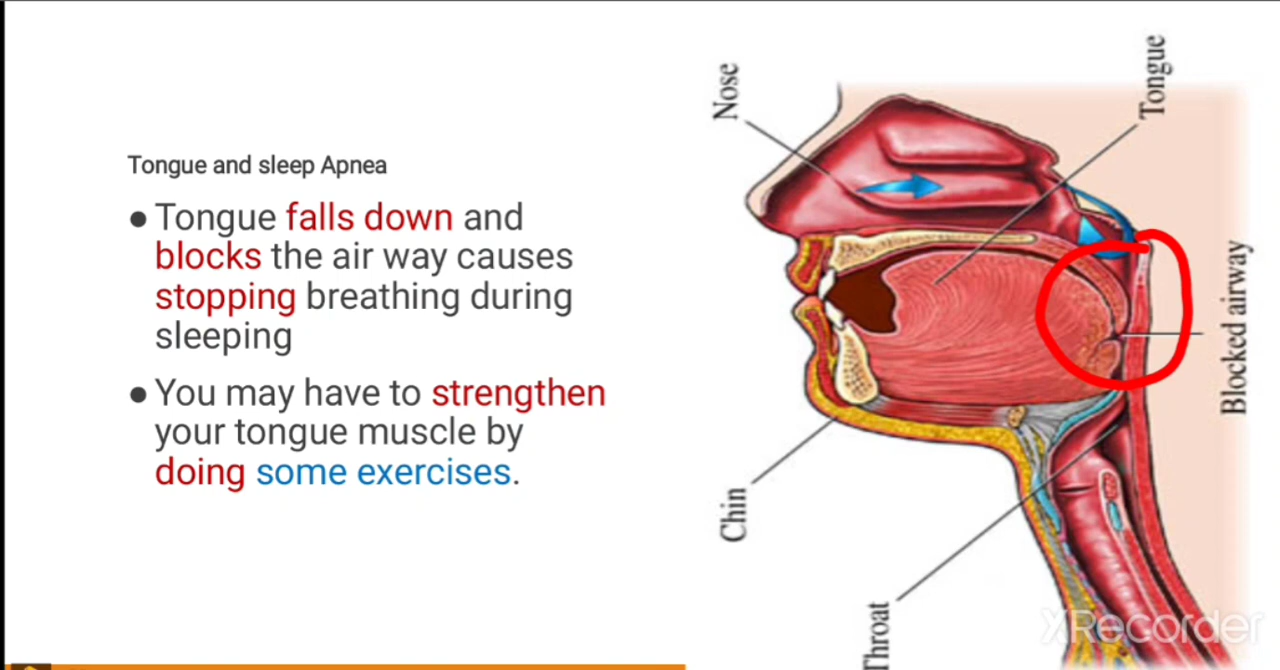 Tongue and sleep Apnea
● Tongue falls down and
blocks the air way causes
stopping breathing during
sleeping
● You may have to strengthen
your tongue muscle by
doing some exercises.
Nose
Tongue
Blocked airway
Chin
Throat
XRecorder